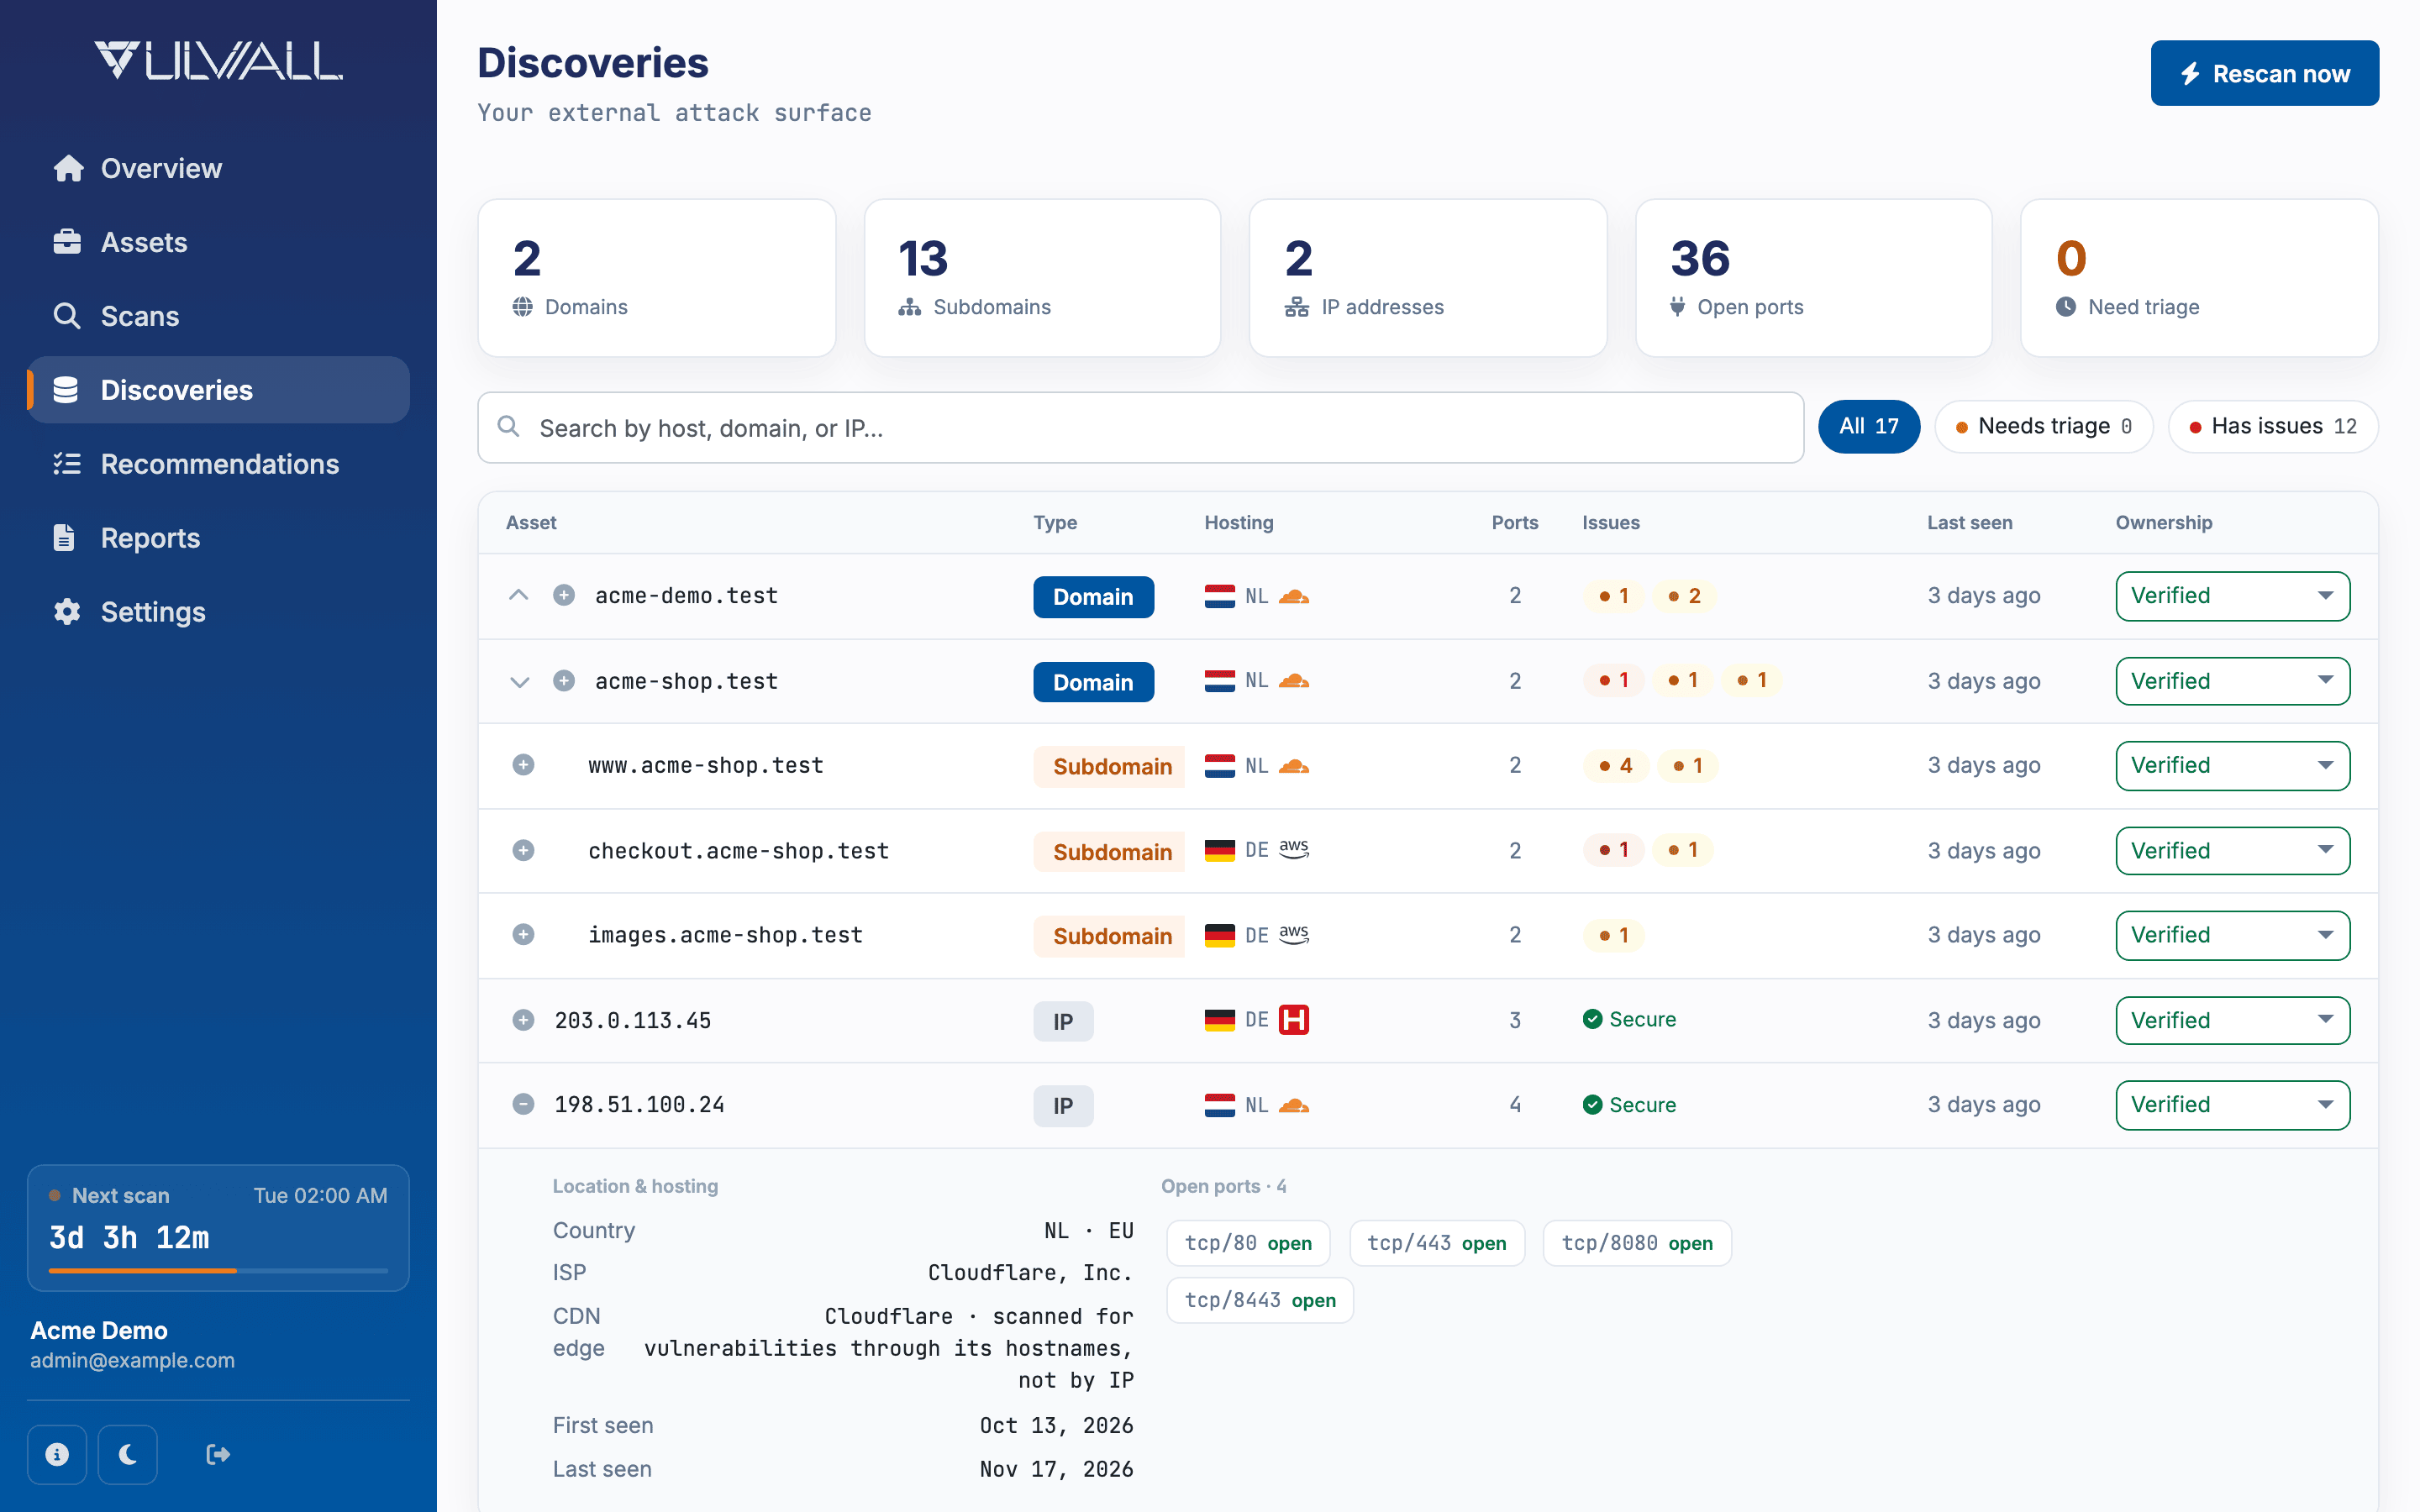 VULWALL
Overview
Assets
Scans
Discoveries
Recommendations
Reports
Settings
Next scan Tue 02:00 AM
3d 3h 12m
Acme Demo
admin@example.com
Discoveries
Your external attack surface
Rescan now
2
Domains
13
Subdomains
2
IP addresses
36
Open ports
0
Need triage
Search by host, domain, or IP...
All 17
Needs triage 0
Has issues 12
Asset Type Hosting Ports Issues Last seen Ownership
acme-demo.test Domain NL 2 1 2 3 days ago Verified
acme-shop.test Domain NL 2 1 1 1 3 days ago Verified
www.acme-shop.test Subdomain NL 2 4 1 3 days ago Verified
checkout.acme-shop.test Subdomain DE aws 2 1 1 3 days ago Verified
images.acme-shop.test Subdomain DE aws 2 1 3 days ago Verified
203.0.113.45 IP DE H 3 Secure 3 days ago Verified
198.51.100.24 IP NL 4 Secure 3 days ago Verified
Location & hosting
Country NL · EU
ISP Cloudflare, Inc.
CDN edge Cloudflare · scanned for
vulnerabilities through its hostnames,
not by IP
First seen Oct 13, 2026
Last seen Nov 17, 2026
Open ports · 4
tcp/80 open tcp/443 open tcp/8080 open
tcp/8443 open